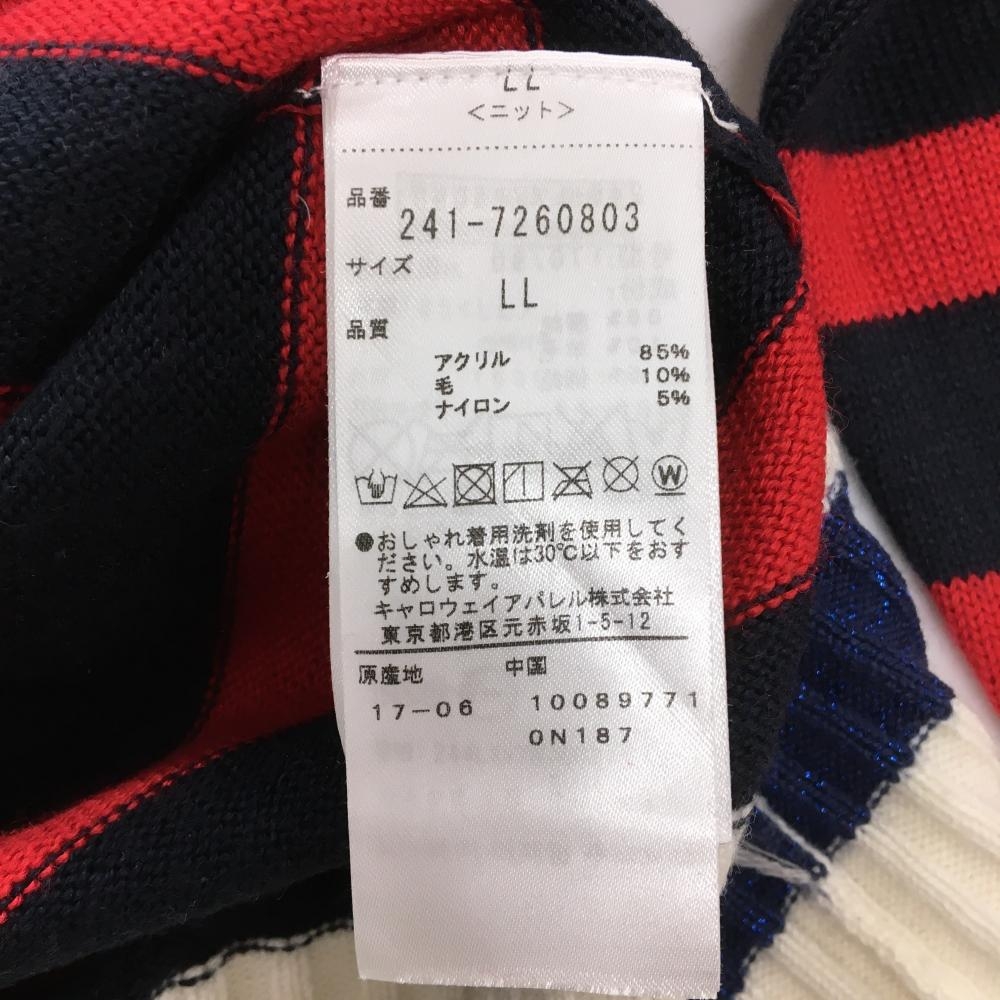 LL
<ニット>
品番
241-7260803
サイズ
LL
品質
アクリル 85%
毛 10%
ナイロン 5%
W
●おしゃれ着用洗剤を使用してく
ださい。水温は30℃以下をおす
すめします。
キャロウェイアパレル株式会社
東京都港区元赤坂1-5-12
原産地 中国
17-06 10089771
0N187